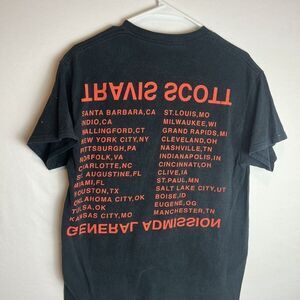 TRAVIS SCOTT
SANTA BARBARA,CA
INDIO,CA
WALLINGFORD,CT
NEW YORK CITY,NY
PITTSBURGH,PA
NORFOLK,VA
CHARLOTTE,NC
ST. AUGUSTINE,FL
MIAMI,FL
HOUSTON,TX
OKLAHOMA CITY,OK
TULSA,OK
KANSAS CITY,MO
ST.LOUIS,MO
MILWAUKEE,WI
GRAND RAPIDS,MI
CLEVELAND,OH
NASHVILLE,TN
INDIANAPOLIS,IN
CINCINNATI,OH
CLIVE,IA
ST.PAUL,MN
SALT LAKE CITY,UT
BOISE,ID
EUGENE,OG
MANCHESTER,TN
GENERAL ADMISSION